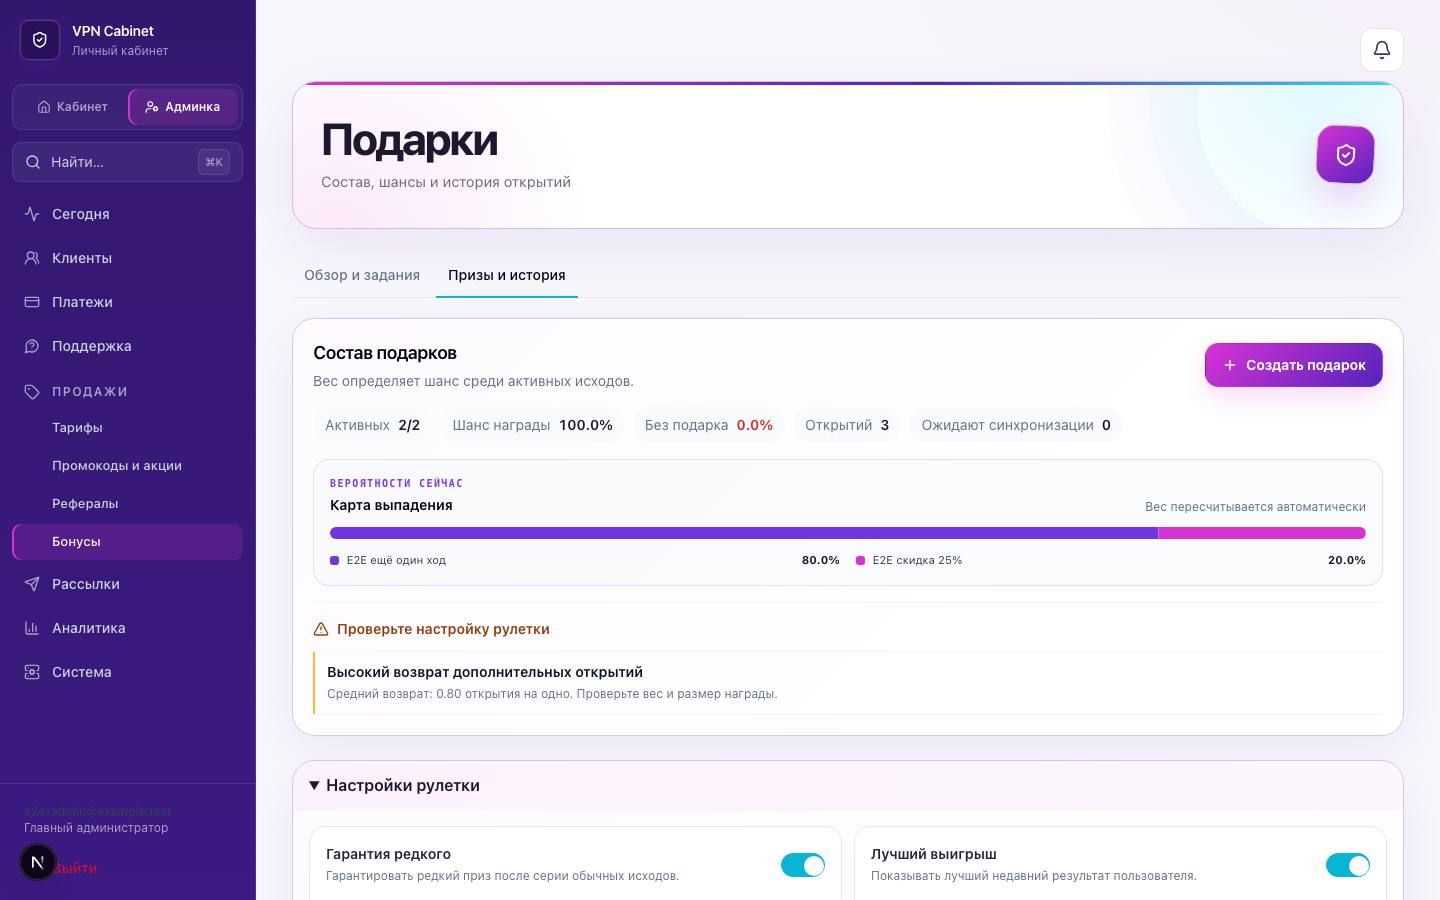 VPN Cabinet
Личный кабинет
Кабинет
Админка
Найти...
⌘K
Сегодня
Клиенты
Платежи
Поддержка
ПРОДАЖИ
Тарифы
Промокоды и акции
Рефералы
Бонусы
Рассылки
Аналитика
Система
e2e-admin@example.test
Главный администратор
N
Выйти
Подарки
Состав, шансы и история открытий
Обзор и задания
Призы и история
Состав подарков
Вес определяет шанс среди активных исходов.
Создать подарок
Активных 2/2
Шанс награды 100.0%
Без подарка 0.0%
Открытий 3
Ожидают синхронизации 0
ВЕРОЯТНОСТИ СЕЙЧАС
Карта выпадения
Вес пересчитывается автоматически
E2E ещё один ход 80.0%
E2E скидка 25% 20.0%
Проверьте настройку рулетки
Высокий возврат дополнительных открытий
Средний возврат: 0.80 открытия на одно. Проверьте вес и размер награды.
Настройки рулетки
Гарантия редкого
Гарантировать редкий приз после серии обычных исходов.
Лучший выигрыш
Показывать лучший недавний результат пользователя.